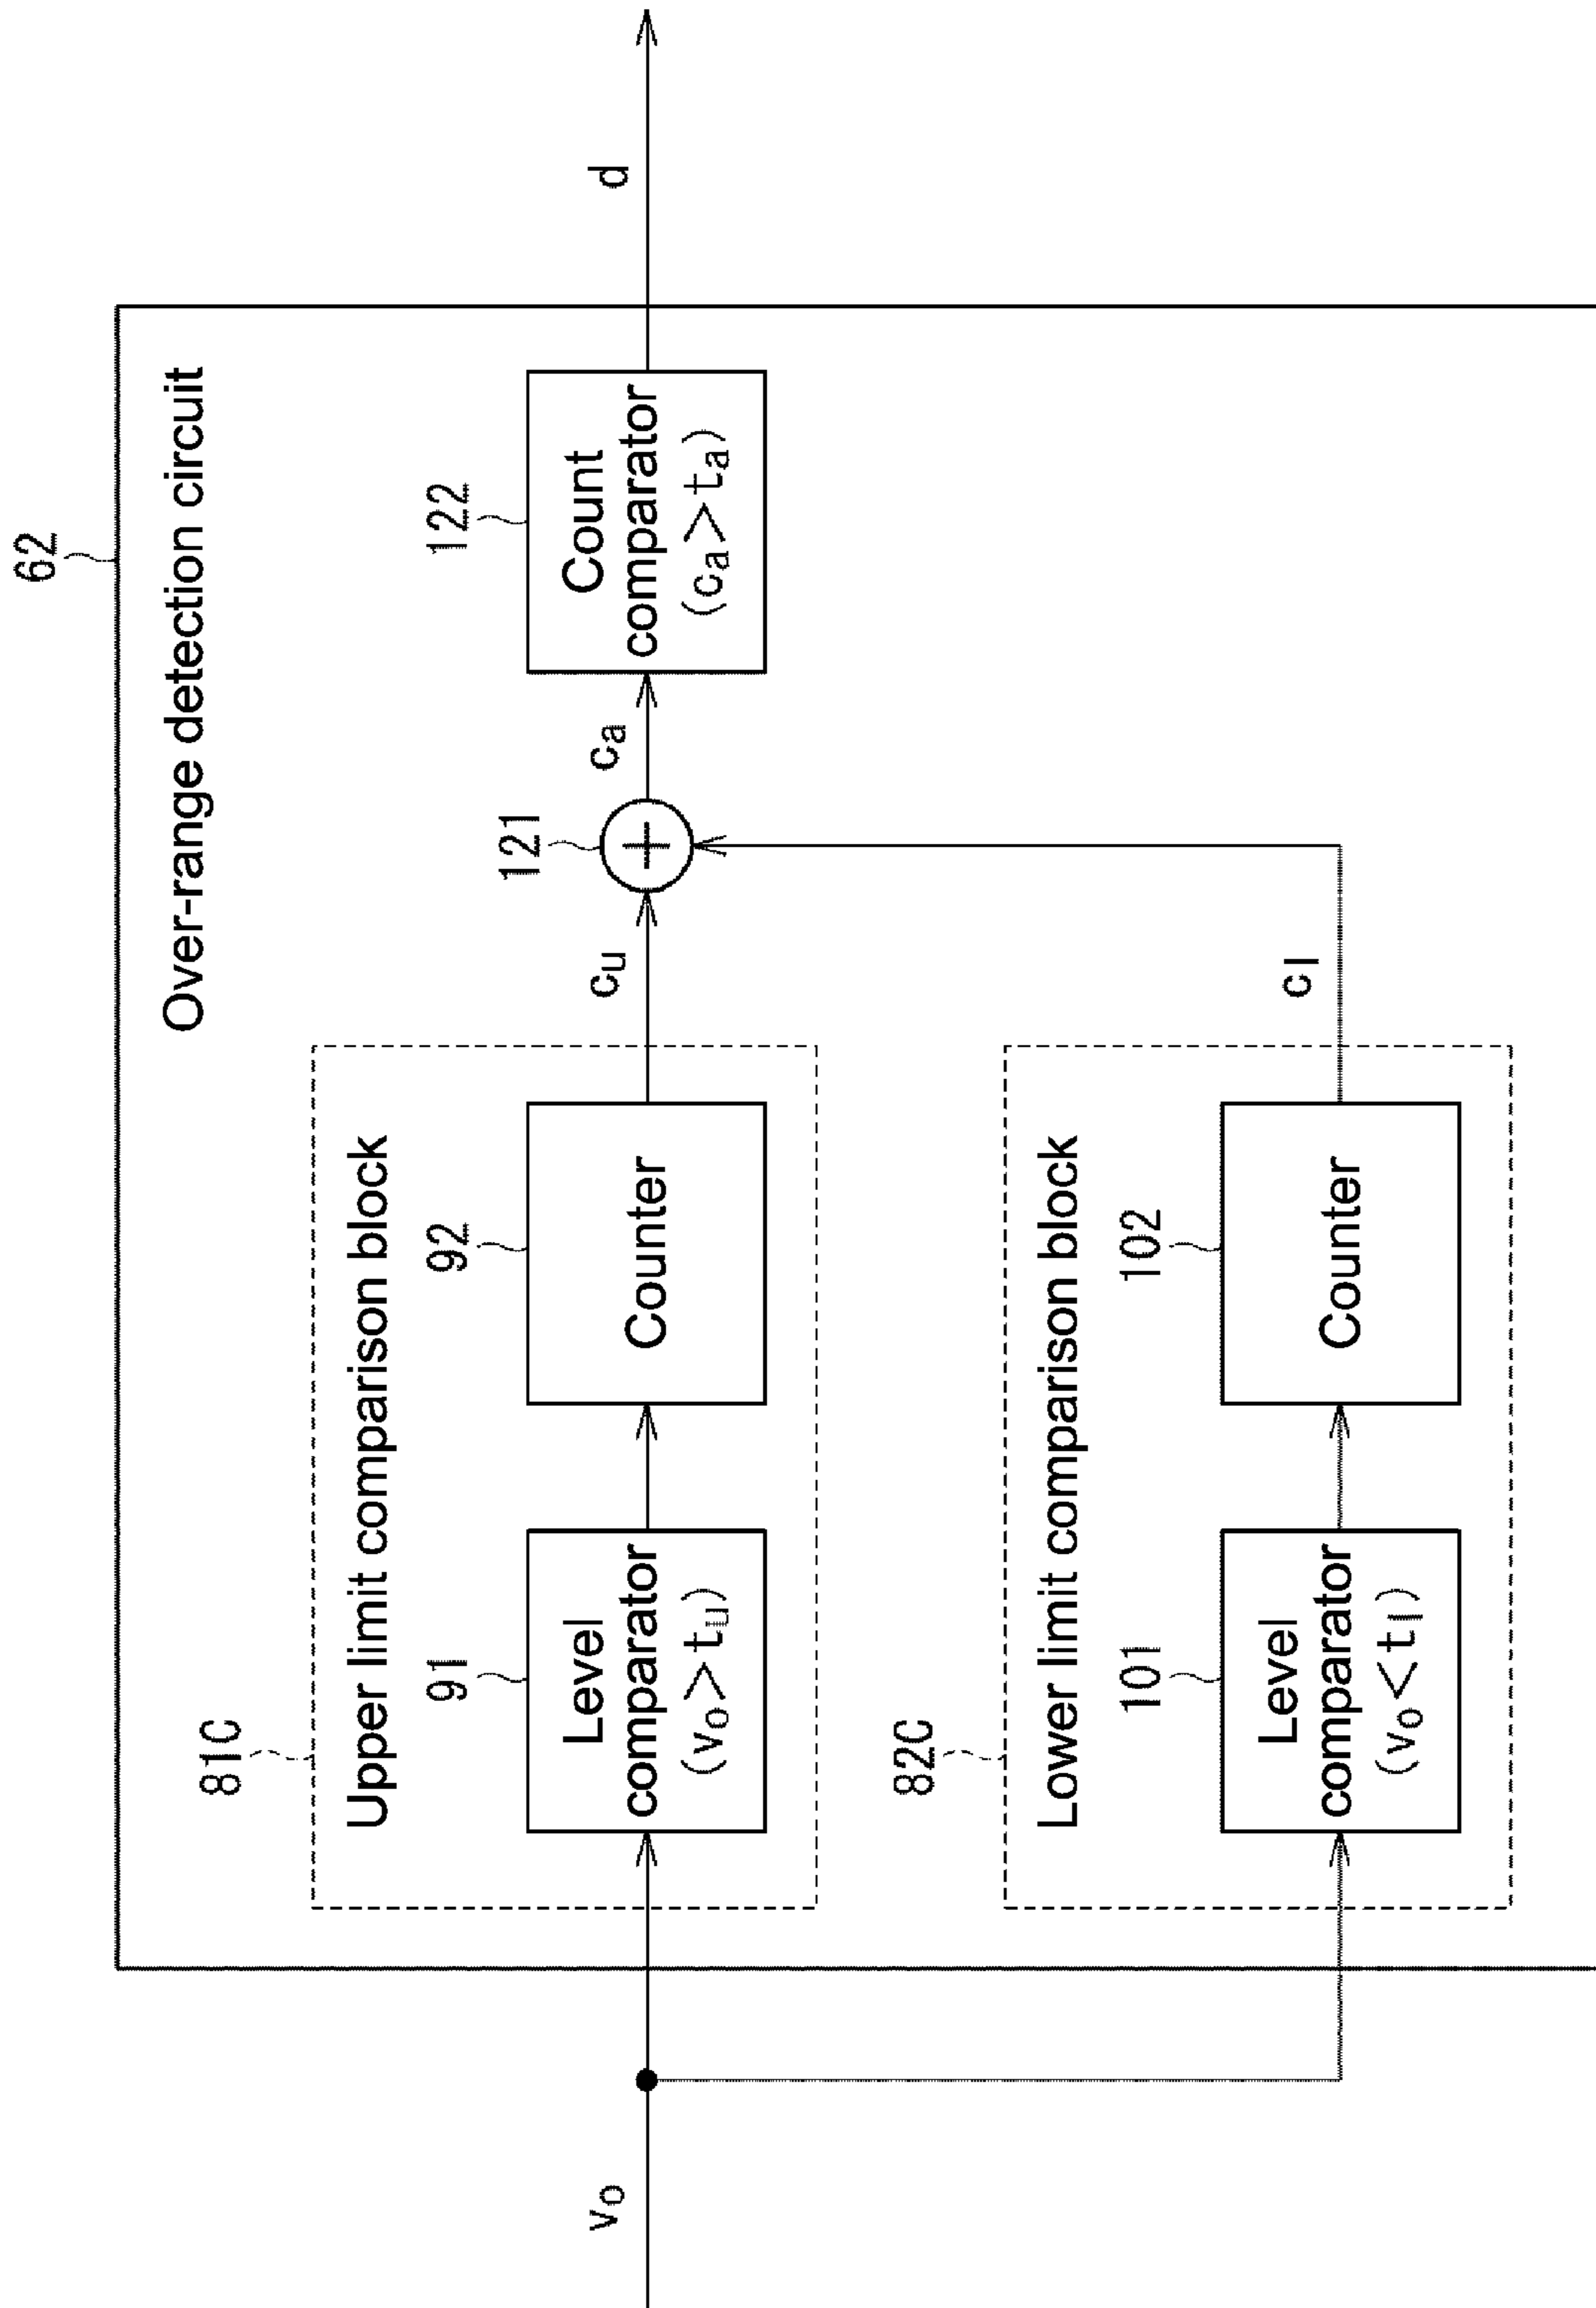 62
Over-range detection circuit
81C
Upper limit comparison block
91
92
121
122
Level
comparator
(vo>tu)
Counter
Count
comparator
(ca>ta)
vo
cu
ca
d
82C
Lower limit comparison block
101
102
Level
comparator
(vo<tl)
Counter
cl